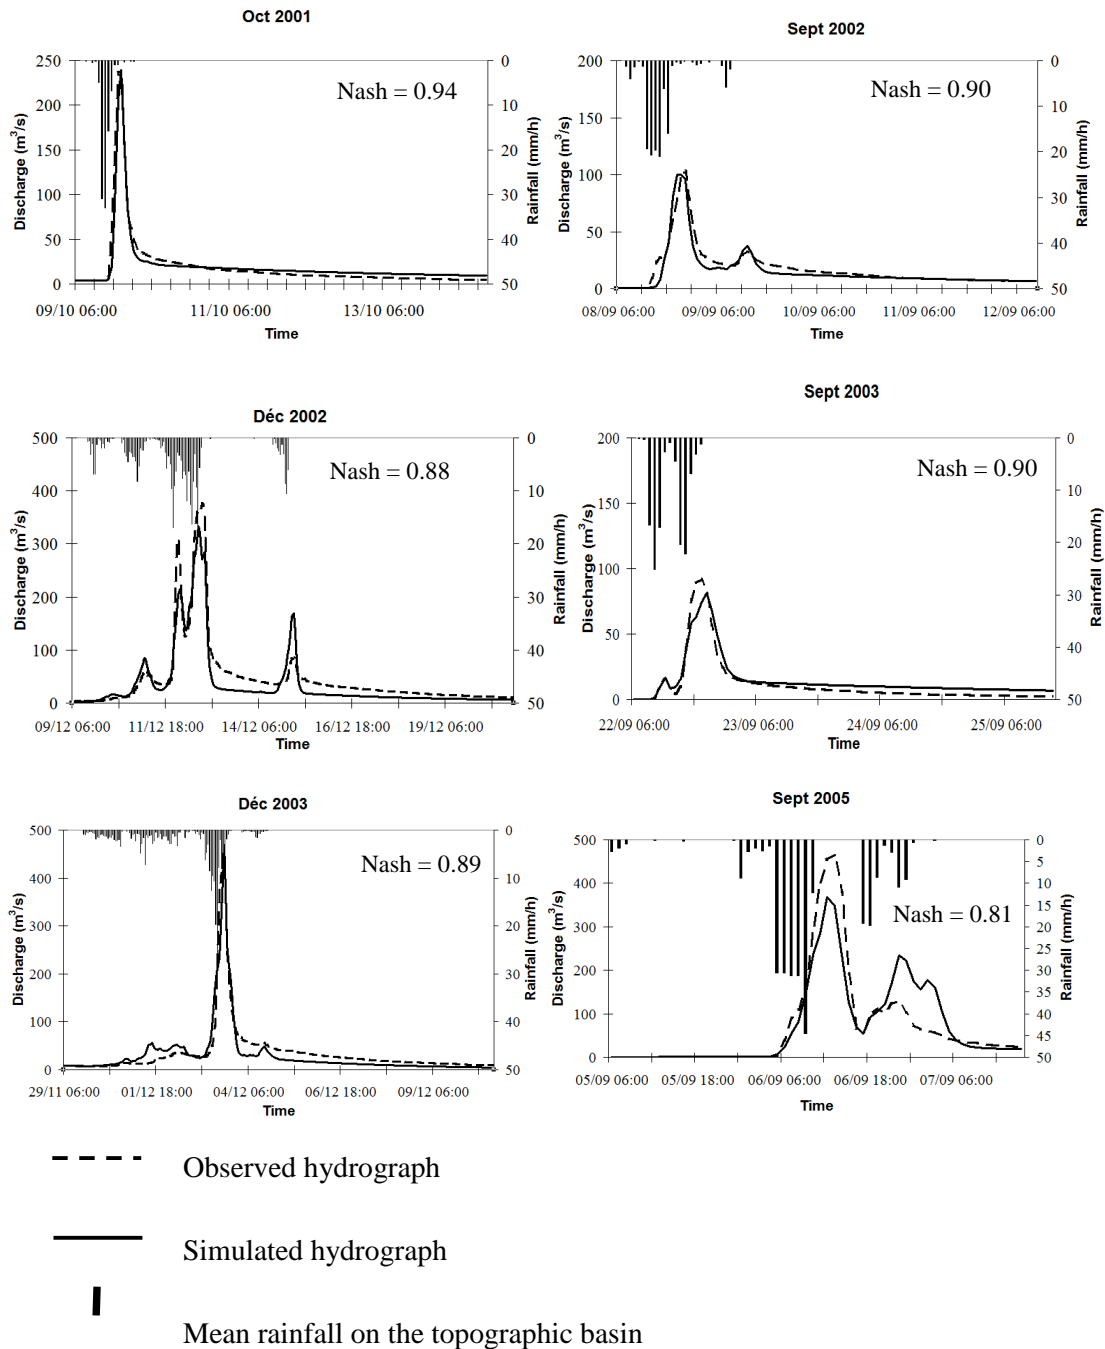 Oct 2001
250
200
150
100
50
0
Discharge (m3/s)
Nash = 0.94
0
10
20
30
40
50
Rainfall (mm/h)
09/10 06:00 11/10 06:00 13/10 06:00
Time
Sept 2002
200
150
100
50
0
Discharge (m3/s)
Nash = 0.90
0
10
20
30
40
50
Rainfall (mm/h)
08/09 06:00 09/09 06:00 10/09 06:00 11/09 06:00 12/09 06:00
Time
Déc 2002
500
400
300
200
100
0
Discharge (m3/s)
Nash = 0.88
0
10
20
30
40
50
Rainfall (mm/h)
09/12 06:00 11/12 18:00 14/12 06:00 16/12 18:00 19/12 06:00
Time
Sept 2003
200
150
100
50
0
Discharge (m3/s)
Nash = 0.90
0
10
20
30
40
50
Rainfall (mm/h)
22/09 06:00 23/09 06:00 24/09 06:00 25/09 06:00
Time
Déc 2003
500
400
300
200
100
0
Discharge (m3/s)
Nash = 0.89
0
10
20
30
40
50
Rainfall (mm/h)
29/11 06:00 01/12 18:00 04/12 06:00 06/12 18:00 09/12 06:00
Time
Sept 2005
500
400
300
200
100
0
Discharge (m3/s)
Nash = 0.81
0
5
10
15
20
25
30
35
40
45
50
Rainfall (mm/h)
05/09 06:00 05/09 18:00 06/09 06:00 06/09 18:00 07/09 06:00
Time
Observed hydrograph
Simulated hydrograph
Mean rainfall on the topographic basin